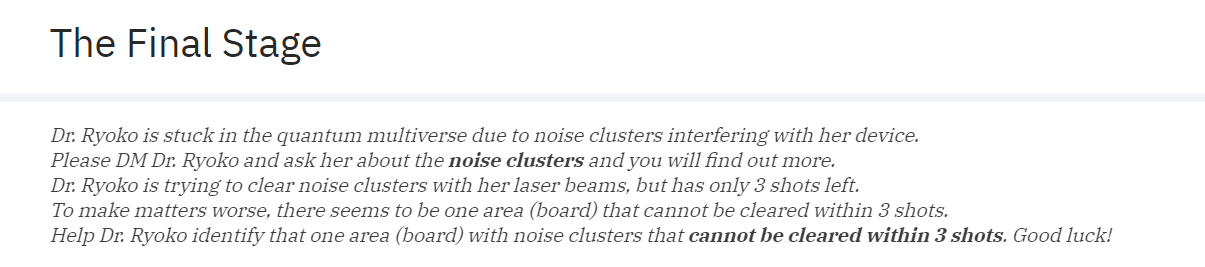 The Final Stage
Dr. Ryoko is stuck in the quantum multiverse due to noise clusters interfering with her device.
Please DM Dr. Ryoko and ask her about the noise clusters and you will find out more.
Dr. Ryoko is trying to clear noise clusters with her laser beams, but has only 3 shots left.
To make matters worse, there seems to be one area (board) that cannot be cleared within 3 shots.
Help Dr. Ryoko identify that one area (board) with noise clusters that cannot be cleared within 3 shots. Good luck!